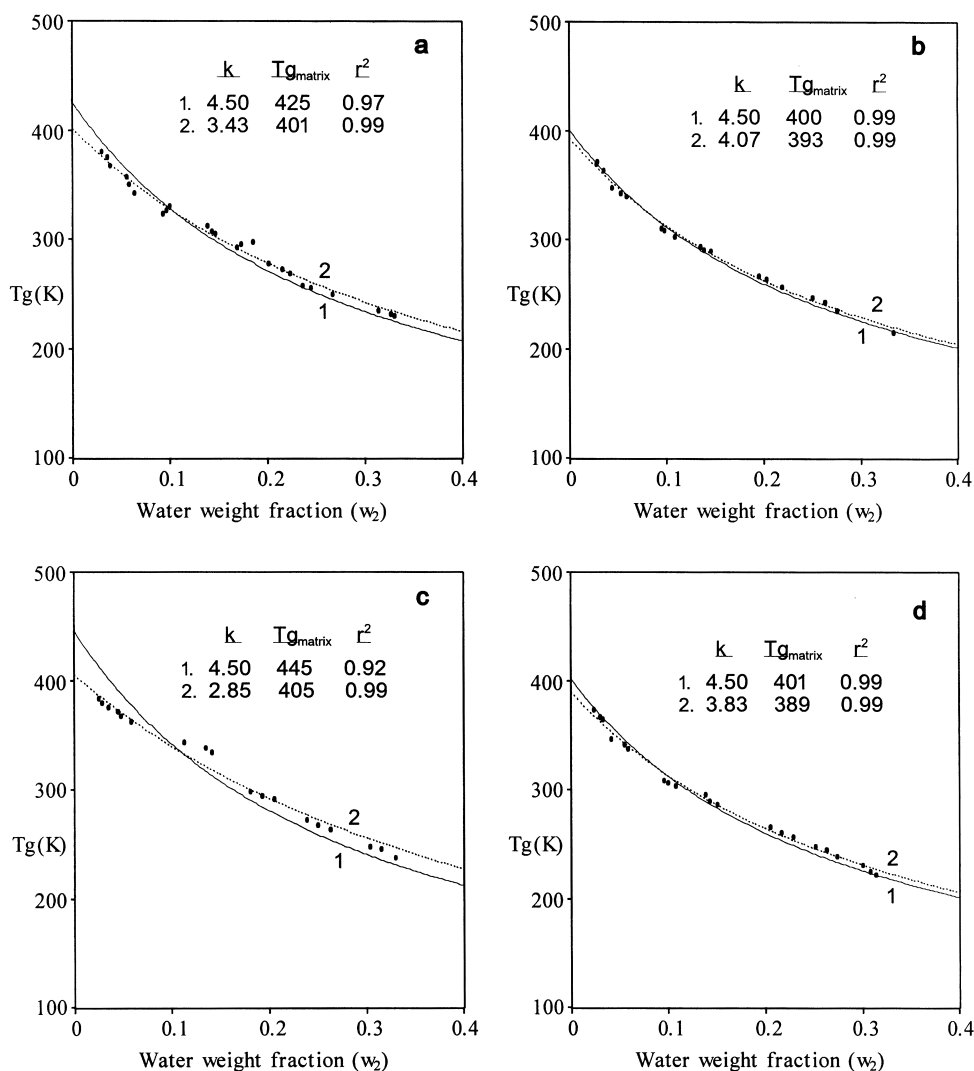 a
500
400
300
200
100
Tg(K)
k Tgmatrix r2
1. 4.50 425 0.97
2. 3.43 401 0.99
2
1
0 0.1 0.2 0.3 0.4
Water weight fraction (w2)
b
500
400
300
200
100
Tg(K)
k Tgmatrix r2
1. 4.50 400 0.99
2. 4.07 393 0.99
2
1
0 0.1 0.2 0.3 0.4
Water weight fraction (w2)
c
500
400
300
200
100
Tg(K)
k Tgmatrix r2
1. 4.50 445 0.92
2. 2.85 405 0.99
2
1
0 0.1 0.2 0.3 0.4
Water weight fraction (w2)
d
500
400
300
200
100
Tg(K)
k Tgmatrix r2
1. 4.50 401 0.99
2. 3.83 389 0.99
2
1
0 0.1 0.2 0.3 0.4
Water weight fraction (w2)